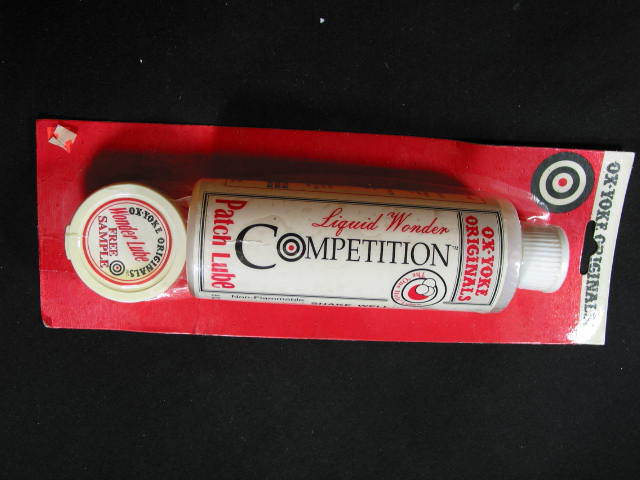 OX-YOKE ORIGINALS
Liquid Wonder
COMPETITION™
Patch Lube
OX-YOKE
ORIGINALS
Non-Flammable
SHAKE WELL
OX-YOKE ORIGINALS
Wonder Lube
FREE
SAMPLE